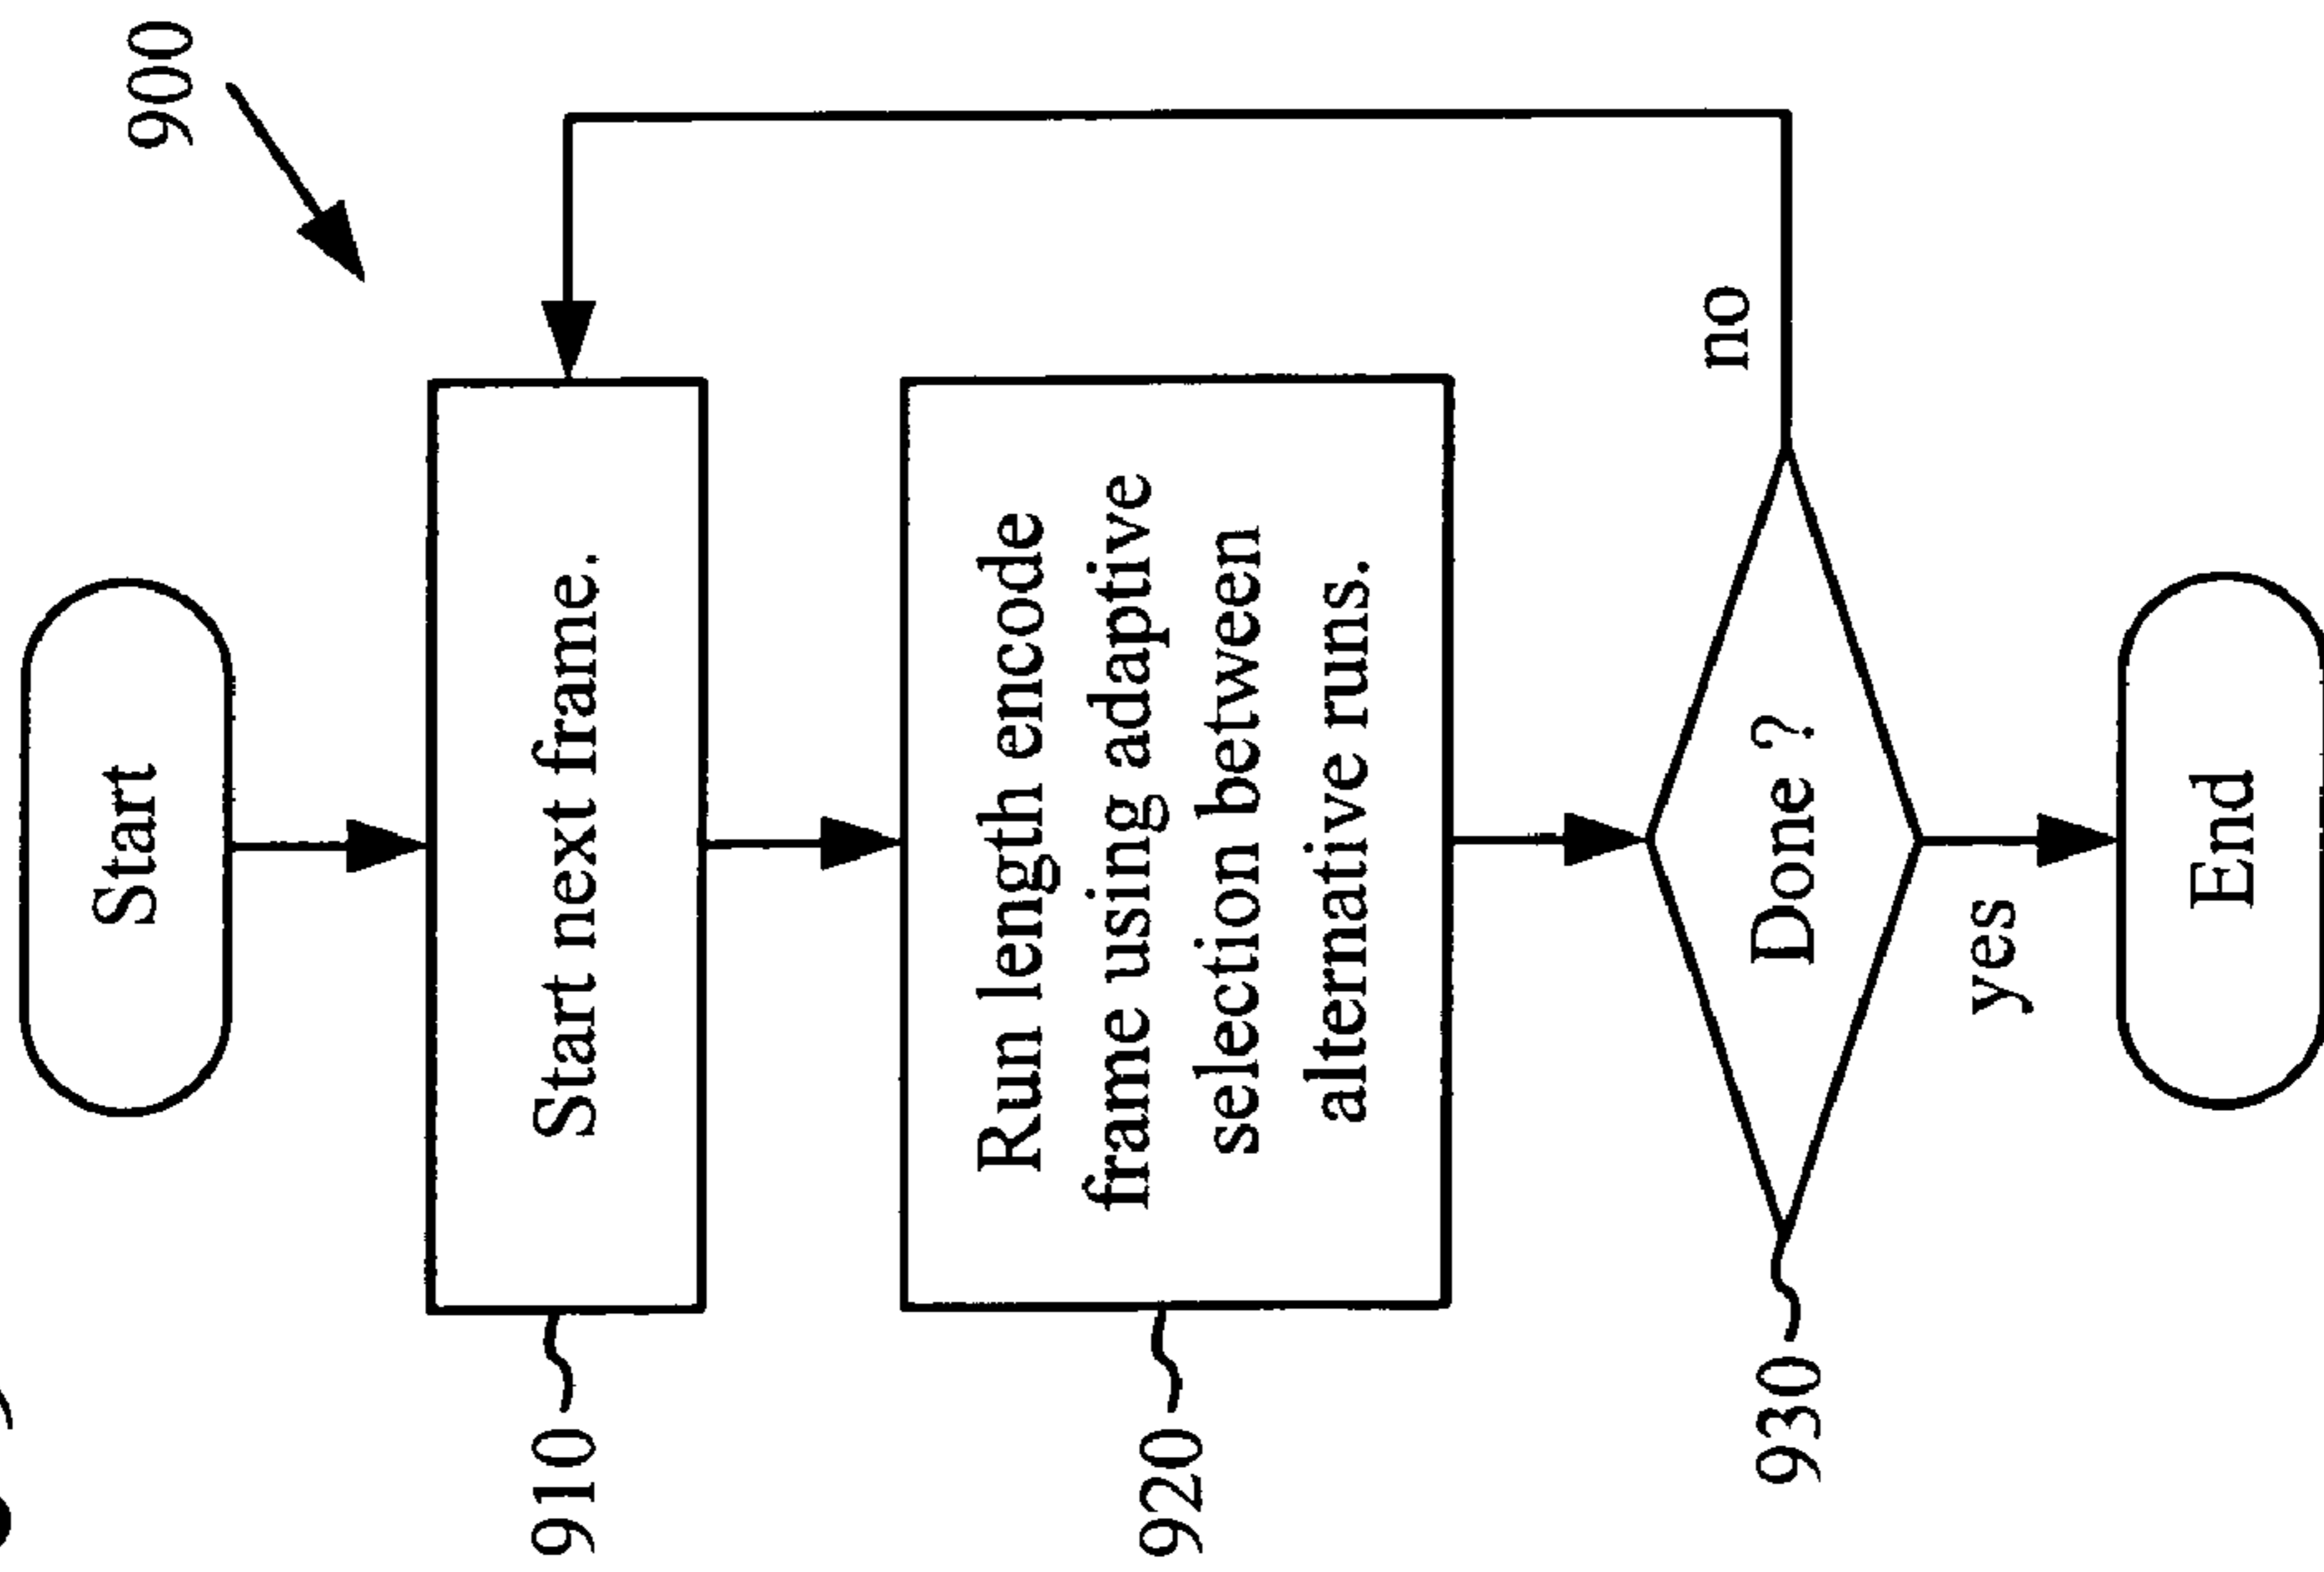 900
Start
910
Start next frame.
920
Run length encode
frame using adaptive
selection between
alternative runs.
930
Done ?
no
yes
End